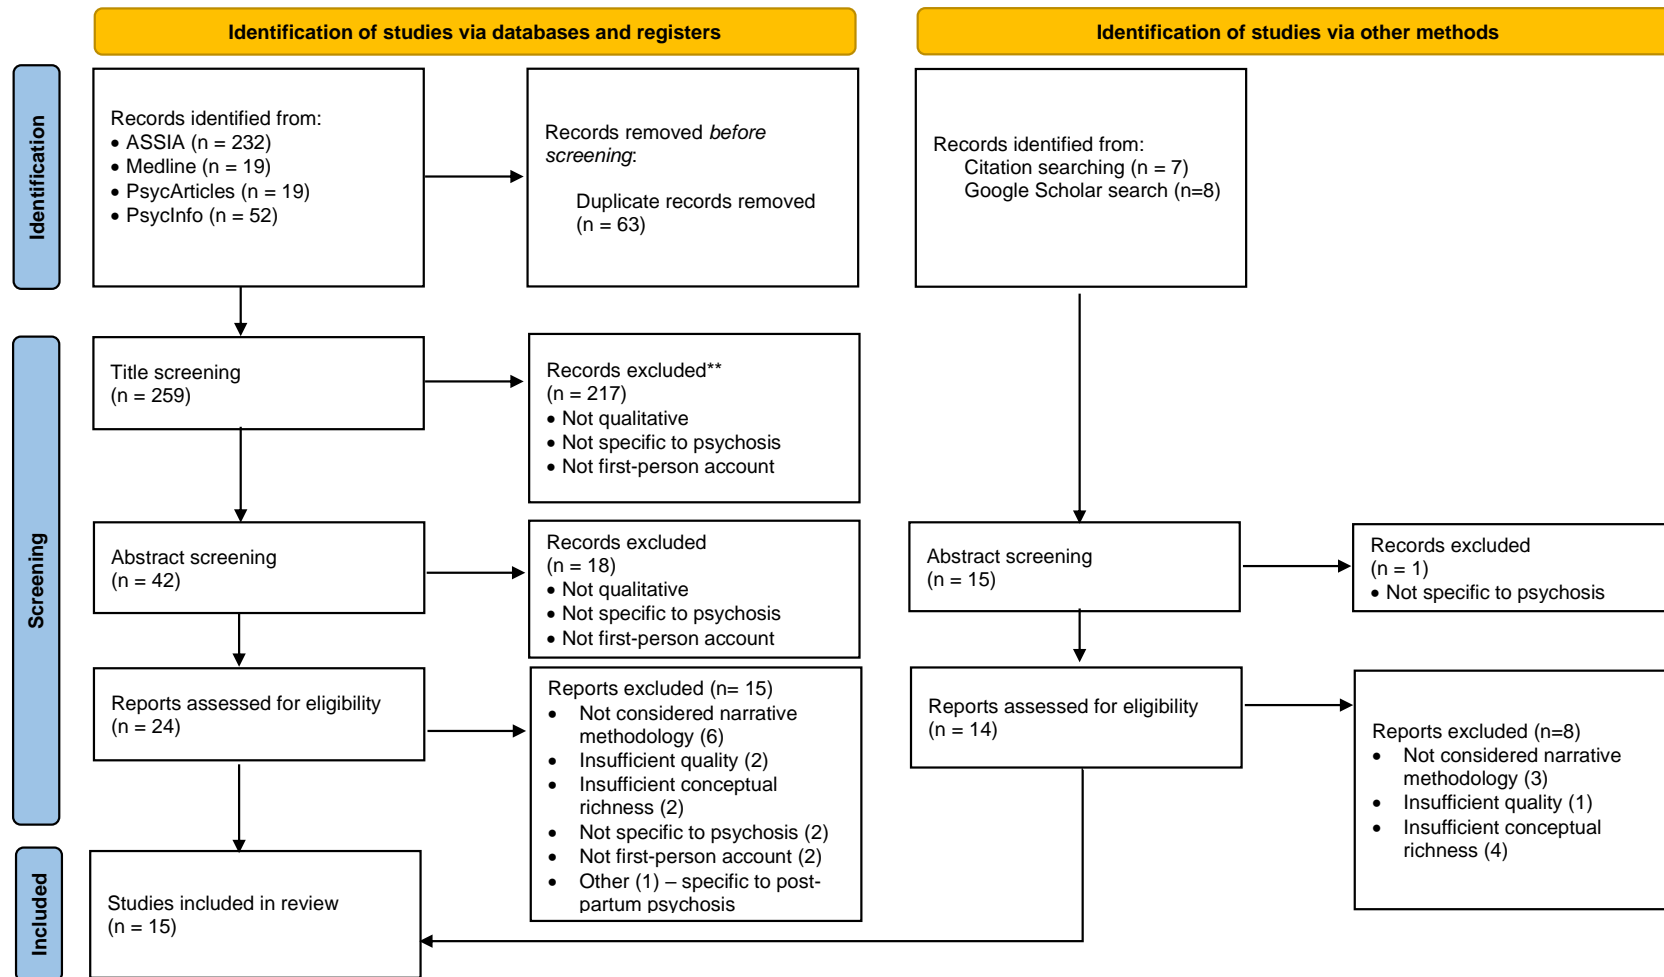 Identification of studies via databases and registers
Identification of studies via other methods
Identification
Records identified from:
• ASSIA (n = 232)
• Medline (n = 19)
• PsycArticles (n = 19)
• PsycInfo (n = 52)
Records removed before
screening:
Duplicate records removed
(n = 63)
Records identified from:
Citation searching (n = 7)
Google Scholar search (n=8)
Screening
Title screening
(n = 259)
Records excluded**
(n = 217)
• Not qualitative
• Not specific to psychosis
• Not first-person account
Abstract screening
(n = 42)
Records excluded
(n = 18)
• Not qualitative
• Not specific to psychosis
• Not first-person account
Abstract screening
(n = 15)
Records excluded
(n = 1)
• Not specific to psychosis
Reports assessed for eligibility
(n = 24)
Reports excluded (n= 15)
• Not considered narrative
methodology (6)
• Insufficient quality (2)
• Insufficient conceptual
richness (2)
• Not specific to psychosis (2)
• Not first-person account (2)
• Other (1) – specific to post-
partum psychosis
Reports assessed for eligibility
(n = 14)
Reports excluded (n=8)
• Not considered narrative
methodology (3)
• Insufficient quality (1)
• Insufficient conceptual
richness (4)
Included
Studies included in review
(n = 15)